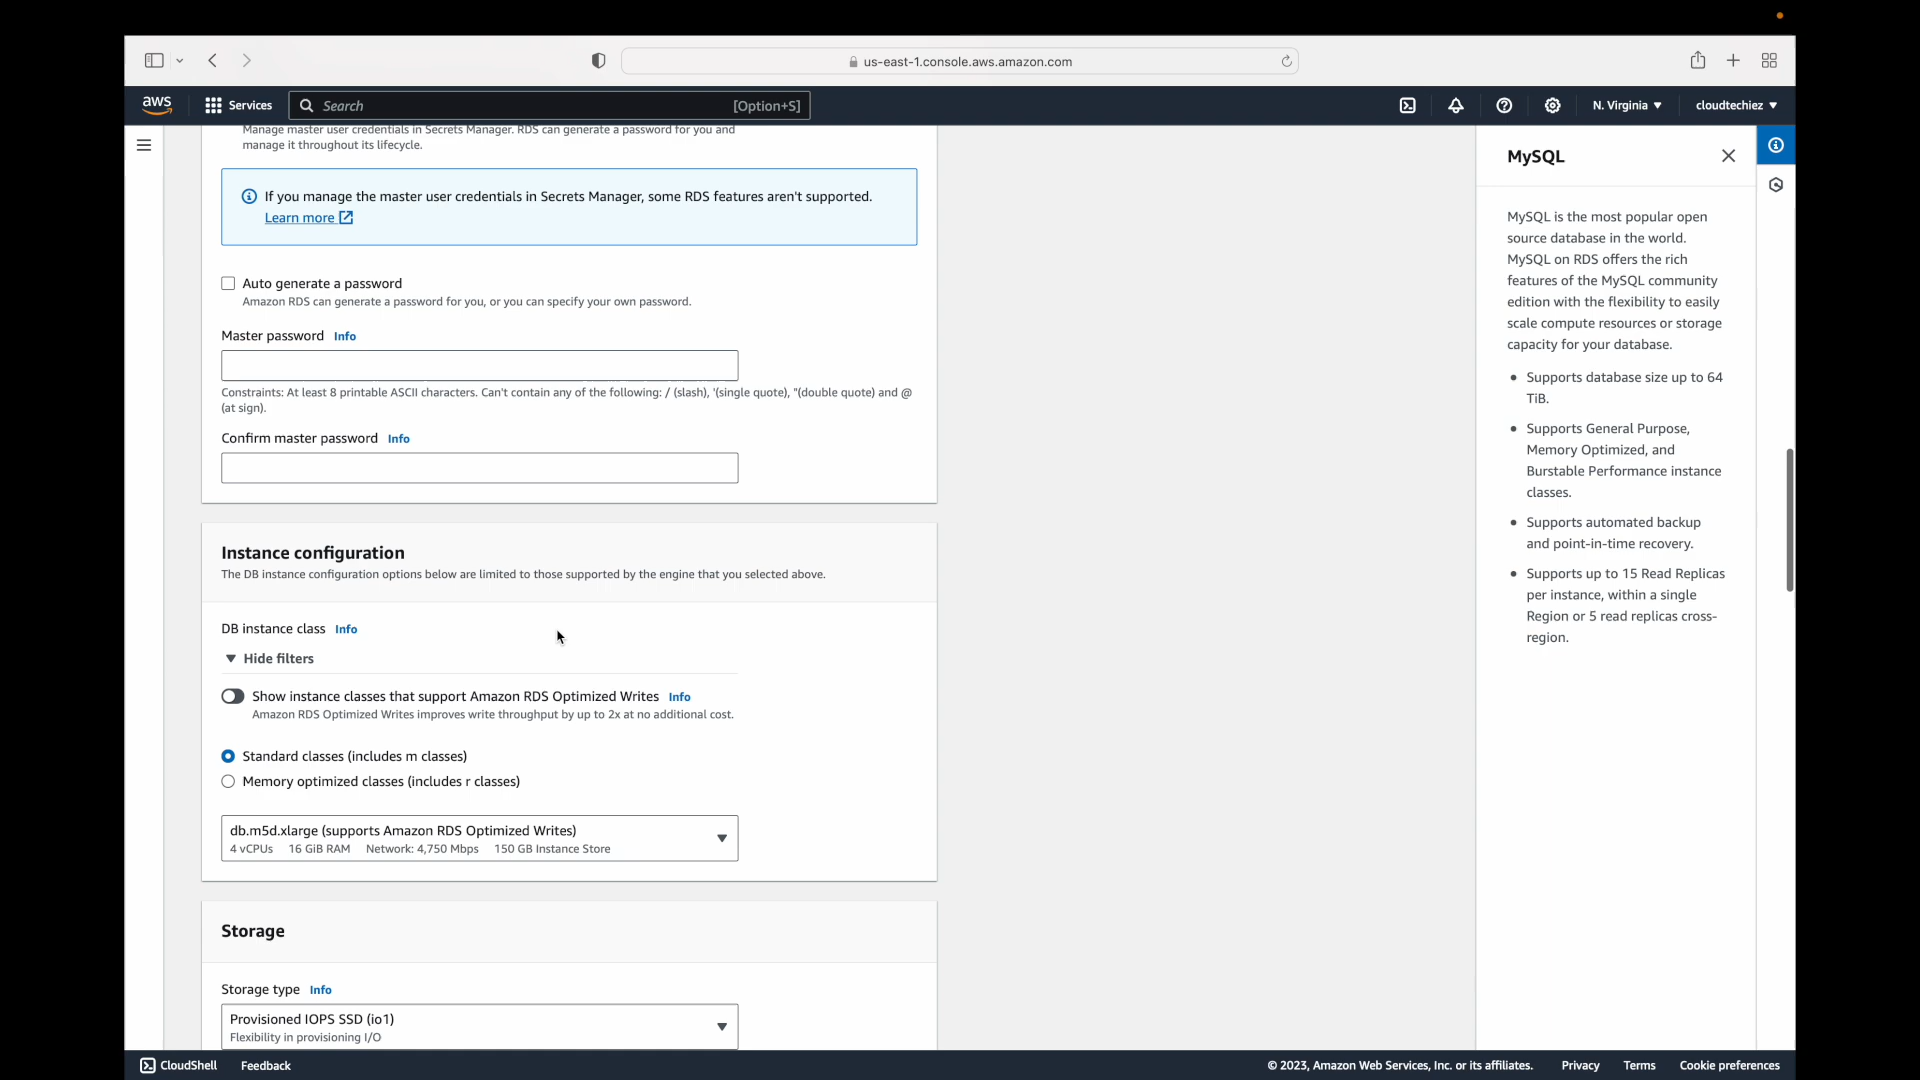 us-east-1.console.aws.amazon.com
aws
Services
Search
[Option+S]
N. Virginia
cloudtechiez
Manage master user credentials in Secrets Manager. RDS can generate a password for you and
manage it throughout its lifecycle.
If you manage the master user credentials in Secrets Manager, some RDS features aren't supported.
Learn more
Auto generate a password
Amazon RDS can generate a password for you, or you can specify your own password.
Master password Info
Constraints: At least 8 printable ASCII characters. Can't contain any of the following: / (slash), '(single quote), "(double quote) and @
(at sign).
Confirm master password Info
Instance configuration
The DB instance configuration options below are limited to those supported by the engine that you selected above.
DB instance class Info
Hide filters
Show instance classes that support Amazon RDS Optimized Writes Info
Amazon RDS Optimized Writes improves write throughput by up to 2x at no additional cost.
Standard classes (includes m classes)
Memory optimized classes (includes r classes)
db.m5d.xlarge (supports Amazon RDS Optimized Writes)
4 vCPUs 16 GiB RAM Network: 4,750 Mbps 150 GB Instance Store
Storage
Storage type Info
Provisioned IOPS SSD (io1)
Flexibility in provisioning I/O
MySQL
MySQL is the most popular open
source database in the world.
MySQL on RDS offers the rich
features of the MySQL community
edition with the flexibility to easily
scale compute resources or storage
capacity for your database.
• Supports database size up to 64
TiB.
• Supports General Purpose,
Memory Optimized, and
Burstable Performance instance
classes.
• Supports automated backup
and point-in-time recovery.
• Supports up to 15 Read Replicas
per instance, within a single
Region or 5 read replicas cross-
region.
CloudShell
Feedback
© 2023, Amazon Web Services, Inc. or its affiliates.
Privacy
Terms
Cookie preferences